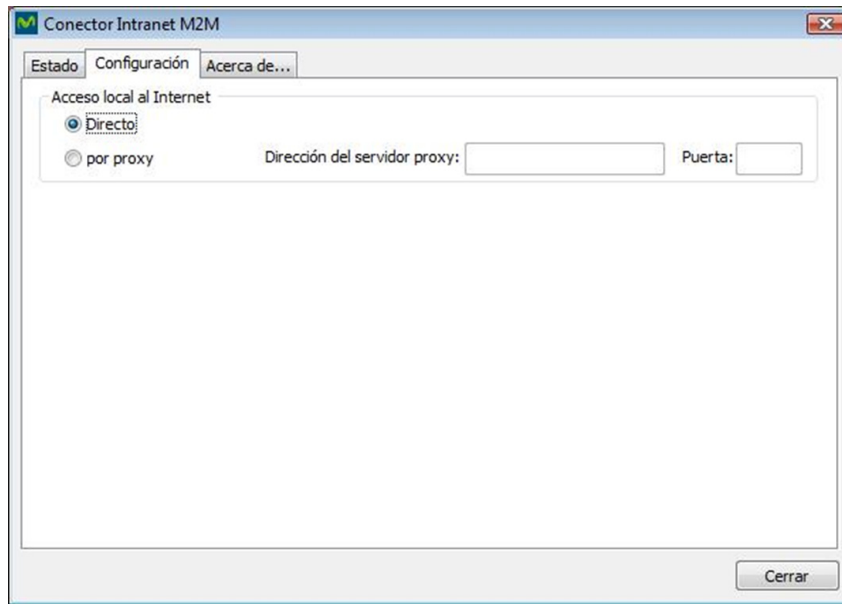 Conector Intranet M2M
Estado Configuración Acerca de...
Acceso local al Internet
Directo
por proxy Dirección del servidor proxy: Puerta:
Cerrar